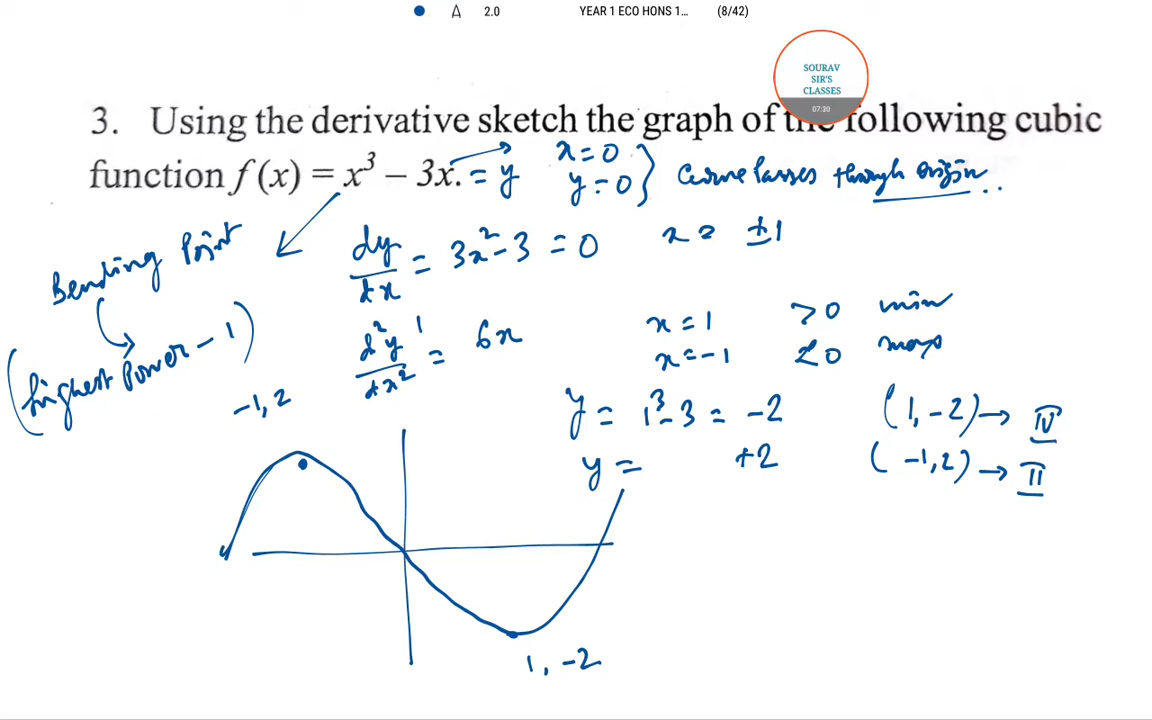 2.0 YEAR 1 ECO HONS 1... (8/42)
SOURAV
SIR'S
CLASSES
07:30
3. Using the derivative sketch the graph of the following cubic
function f(x) = x³ – 3x. = y
x=0
y=0 } curve passes through origin..
Bending Point
(highest Power - 1)
dy/dx = 3x² - 3 = 0 x = ±1
d²y/dx² = 6x
x = 1 >0 min
x = -1 <0 max
y = 1³ - 3 = -2 (1, -2) → IV
y = +2 (-1, 2) → II
-1, 2
1, -2